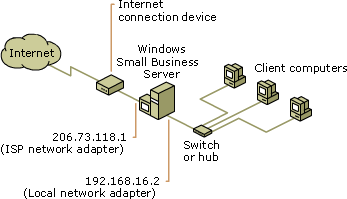 Internet
connection device
Internet
Windows
Small Business
Server
Client computers
206.73.118.1
(ISP network adapter)
Switch
or hub
192.168.16.2
(Local network adapter)